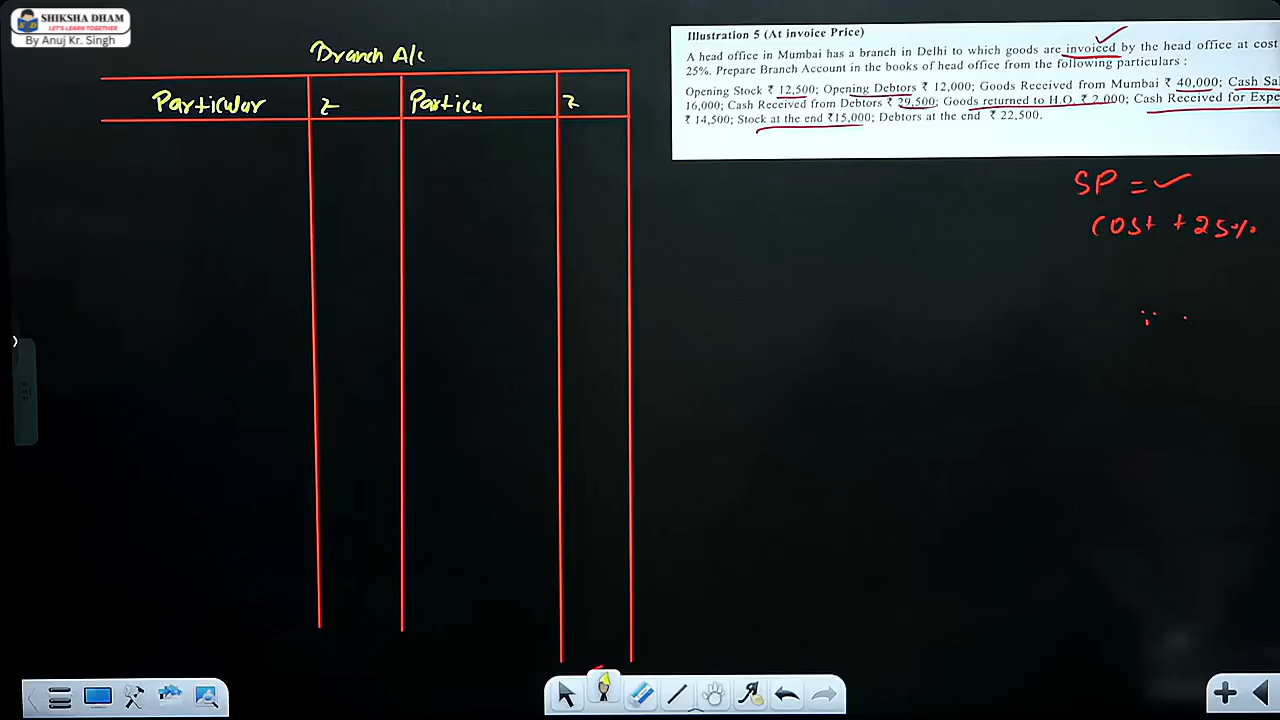 SHIKSHA DHAM
LET'S LEARN TOGETHER
By Anuj Kr. Singh
Branch A/c
Particular ₹ Particu ₹
Illustration 5 (At invoice Price)
A head office in Mumbai has a branch in Delhi to which goods are invoiced by the head office at cost
25%. Prepare Branch Account in the books of head office from the following particulars :
Opening Stock ₹ 12,500; Opening Debtors ₹ 12,000; Goods Received from Mumbai ₹ 40,000; Cash Sal
16,000; Cash Received from Debtors ₹ 29,500; Goods returned to H.O. ₹ 2,000; Cash Received for Expe
₹ 14,500; Stock at the end ₹15,000; Debtors at the end ₹ 22,500.
SP =
Cost + 25%